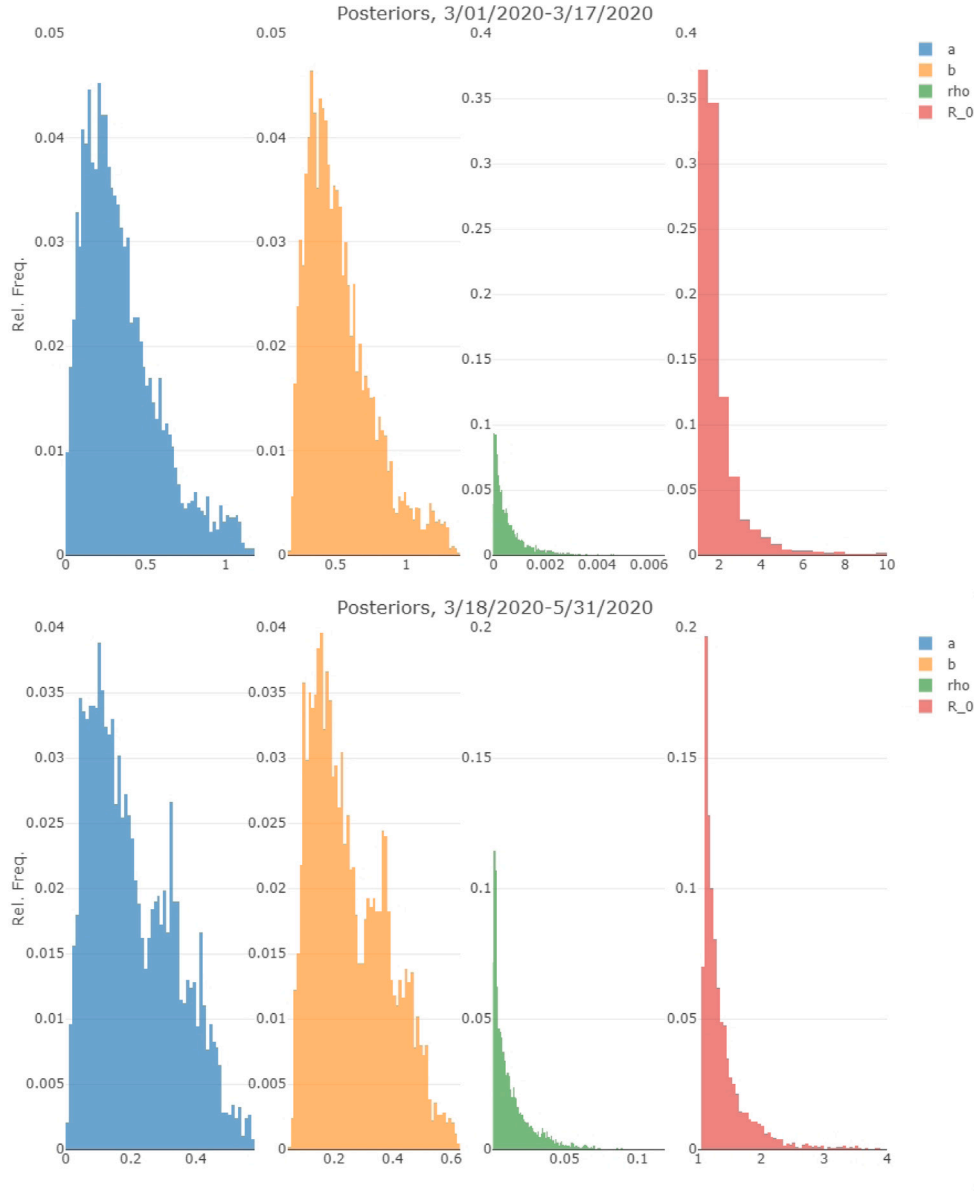 Posteriors, 3/01/2020-3/17/2020
0.05 0.05 0.4 0.4
a
b
rho
R_0
0.35 0.35
0.04 0.04
0.3 0.3
0.03 0.03 0.25 0.25
Rel. Freq.
0.2 0.2
0.02 0.02
0.15 0.15
0.01 0.01 0.1 0.1
0.05 0.05
0 0 0 0
0 0.5 1 0.5 1 0 0.002 0.004 0.006 2 4 6 8 10
Posteriors, 3/18/2020-5/31/2020
0.04 0.04 0.2 0.2
a
b
rho
R_0
0.035 0.035
0.03 0.03 0.15 0.15
0.025 0.025
Rel. Freq.
0.02 0.02 0.1 0.1
0.015 0.015
0.01 0.01 0.05 0.05
0.005 0.005
0 0 0 0
0 0.2 0.4 0.2 0.4 0.6 0.05 0.1 1 2 3 4